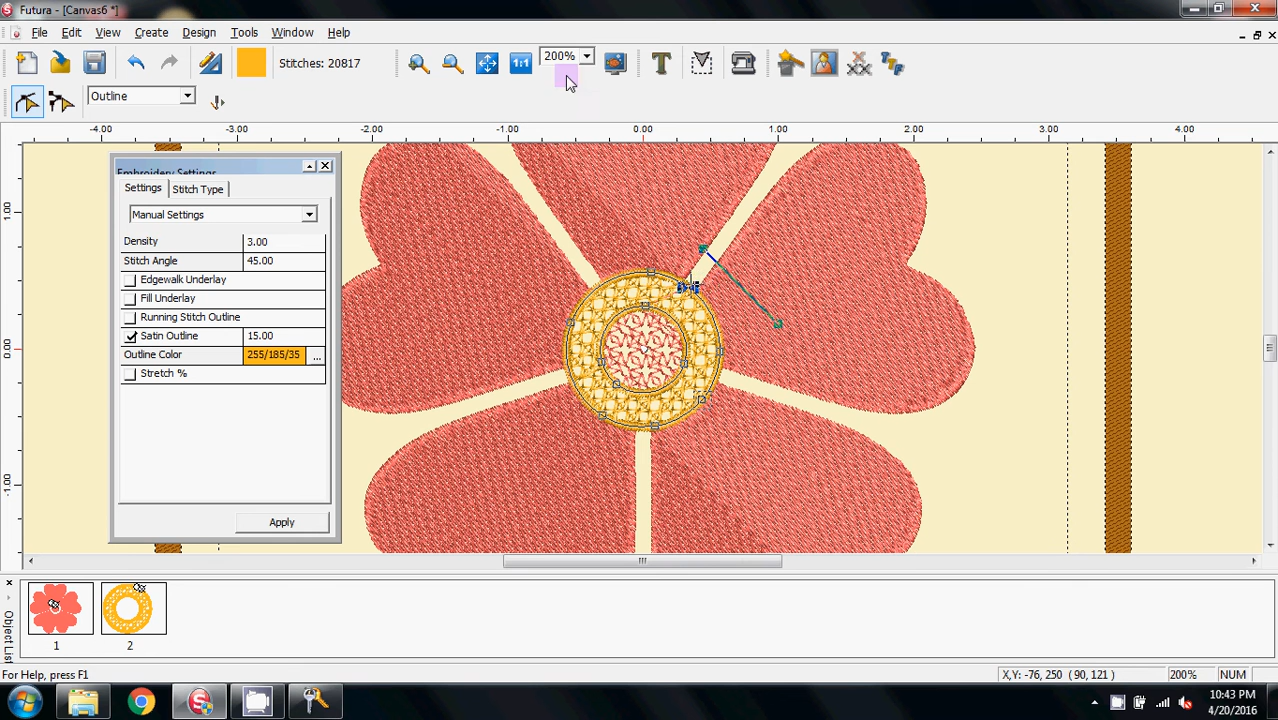 Futura - [Canvas6 *]
File Edit View Create Design Tools Window Help
Stitches: 20817
1:1
200%
T
Outline
-4.00 -3.00 -2.00 -1.00 0.00 1.00 2.00 3.00 4.00
1.00
0.00
-1.00
Embroidery Settings
Settings Stitch Type
Manual Settings
Density 3.00
Stitch Angle 45.00
Edgewalk Underlay
Fill Underlay
Running Stitch Outline
Satin Outline 15.00
Outline Color 255/185/35 ...
Stretch %
Apply
Object List
1 2
For Help, press F1
X,Y: -76, 250 ( 90, 121 ) 200% NUM
10:43 PM
4/20/2016